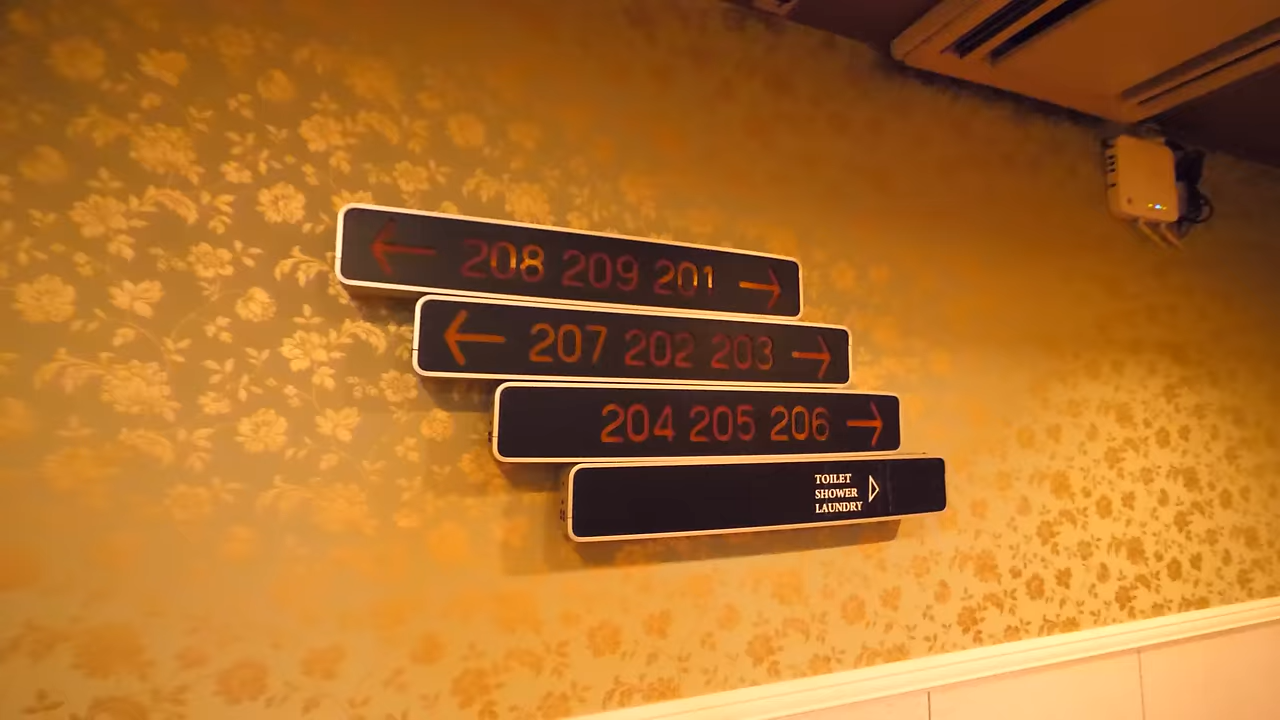 ← 208 209 201 →
← 207 202 203 →
204 205 206 →
TOILET
SHOWER
LAUNDRY